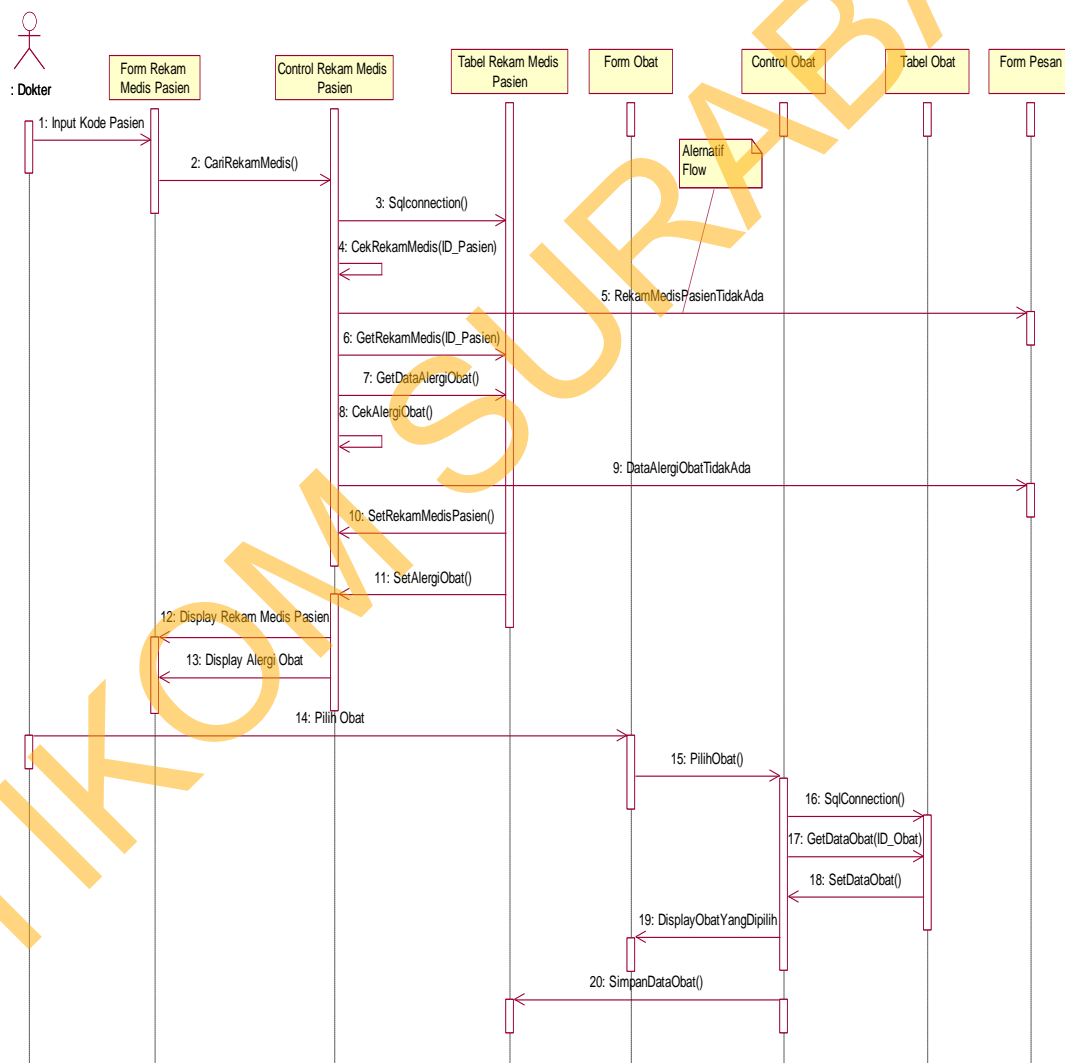 : Dokter
Form Rekam
Medis Pasien
Control Rekam Medis
Pasien
Tabel Rekam Medis
Pasien
Form Obat
Control Obat
Tabel Obat
Form Pesan
1: Input Kode Pasien
2: CariRekamMedis()
Alernatif
Flow
3: Sqlconnection()
4: CekRekamMedis(ID_Pasien)
5: RekamMedisPasienTidakAda
6: GetRekamMedis(ID_Pasien)
7: GetDataAlergiObat()
8: CekAlergiObat()
9: DataAlergiObatTidakAda
10: SetRekamMedisPasien()
11: SetAlergiObat()
12: Display Rekam Medis Pasien
13: Display Alergi Obat
14: Pilih Obat
15: PilihObat()
16: SqlConnection()
17: GetDataObat(ID_Obat)
18: SetDataObat()
19: DisplayObatYangDipilih
20: SimpanDataObat()
TIKOM SURABA